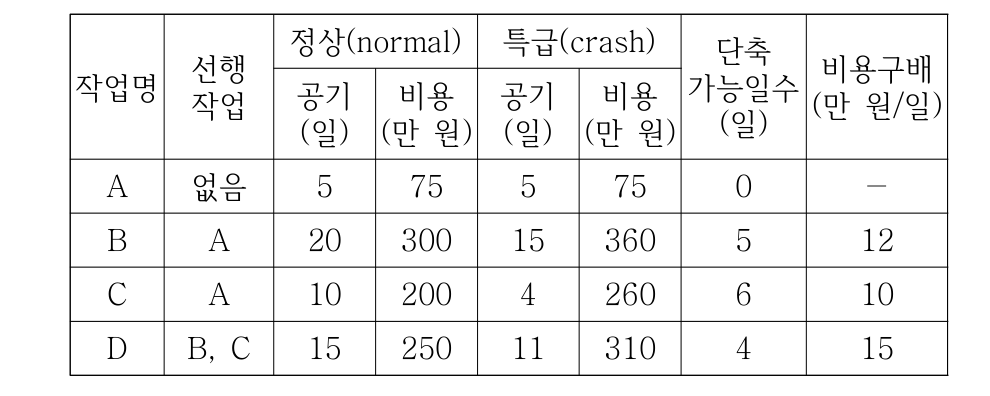 작업명 선행 작업 정상(normal) 특급(crash) 단축 가능일수 (일) 비용구배 (만 원/일)
공기 (일) 비용 (만 원) 공기 (일) 비용 (만 원)
A 없음 5 75 5 75 0 −
B A 20 300 15 360 5 12
C A 10 200 4 260 6 10
D B, C 15 250 11 310 4 15